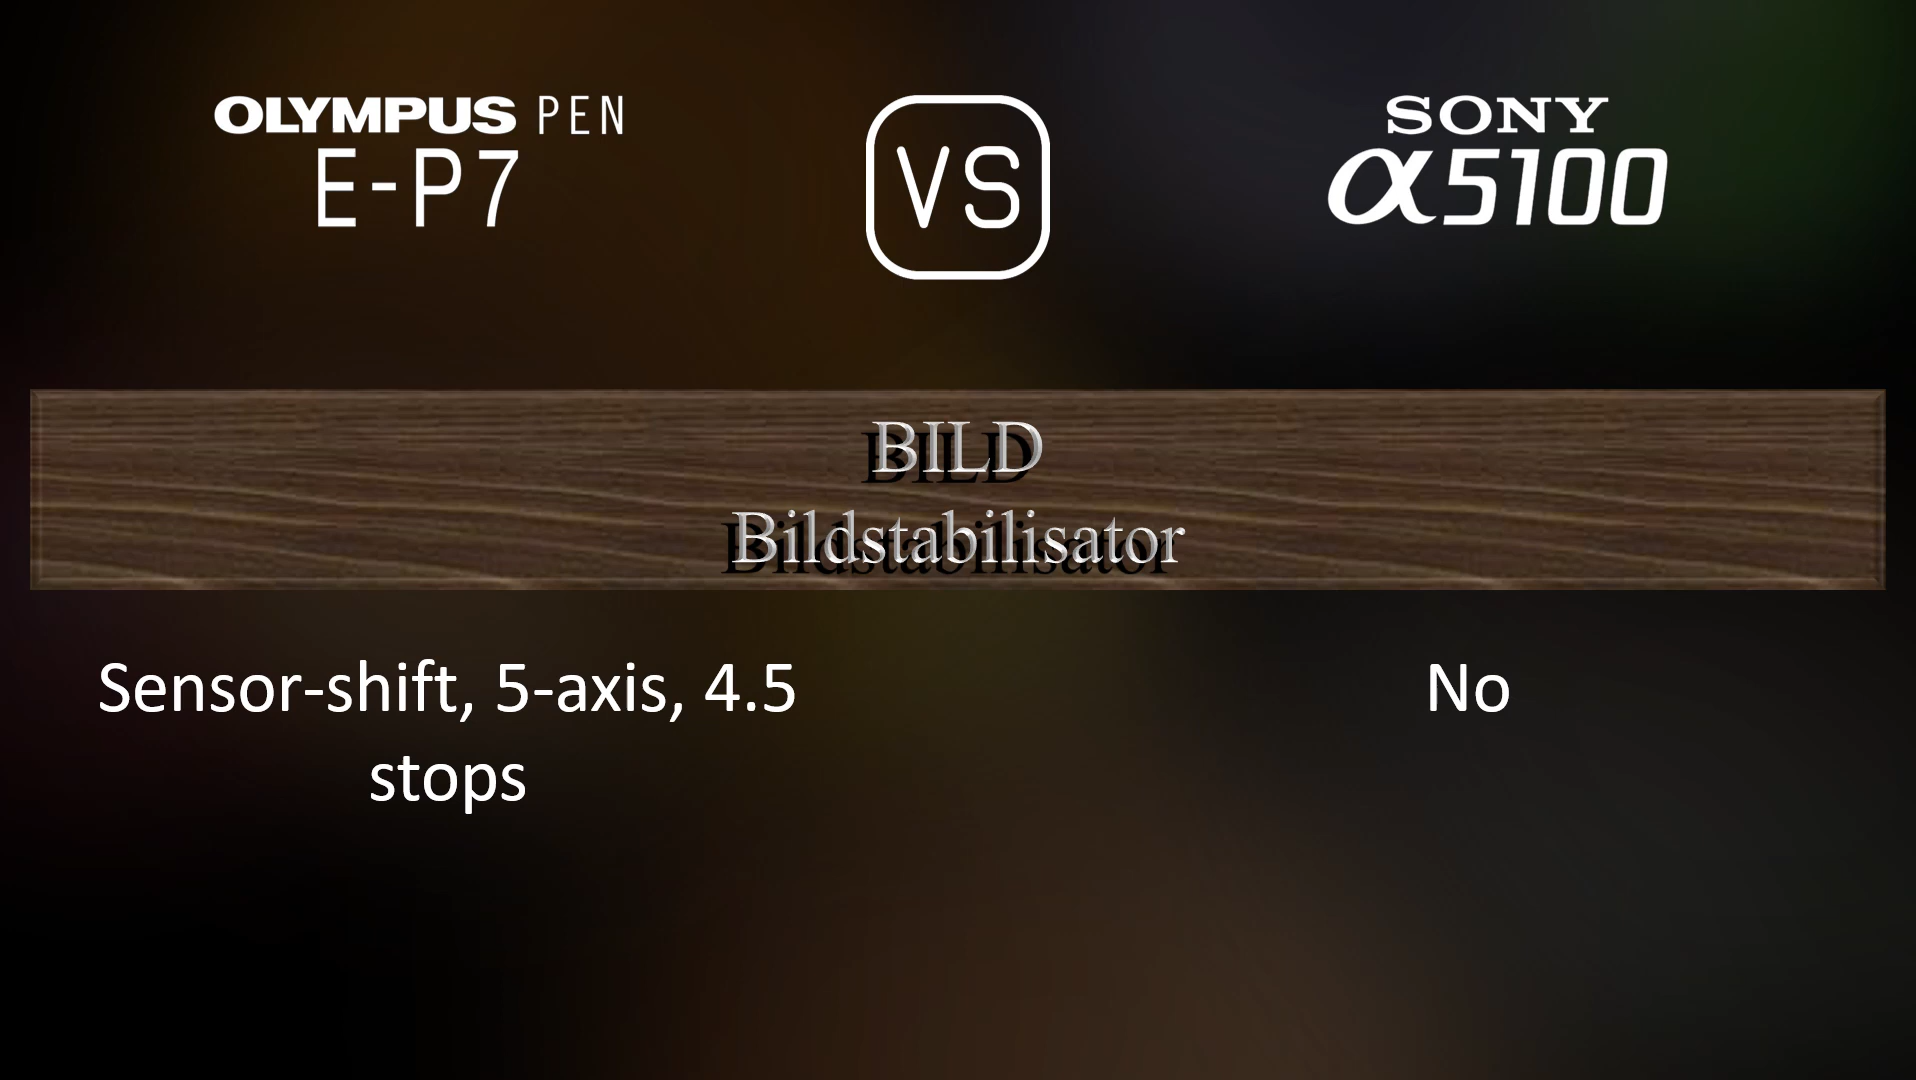 OLYMPUS PEN
E-P7
VS
SONY
α5100
BILD
Bildstabilisator
Sensor-shift, 5-axis, 4.5
stops
No